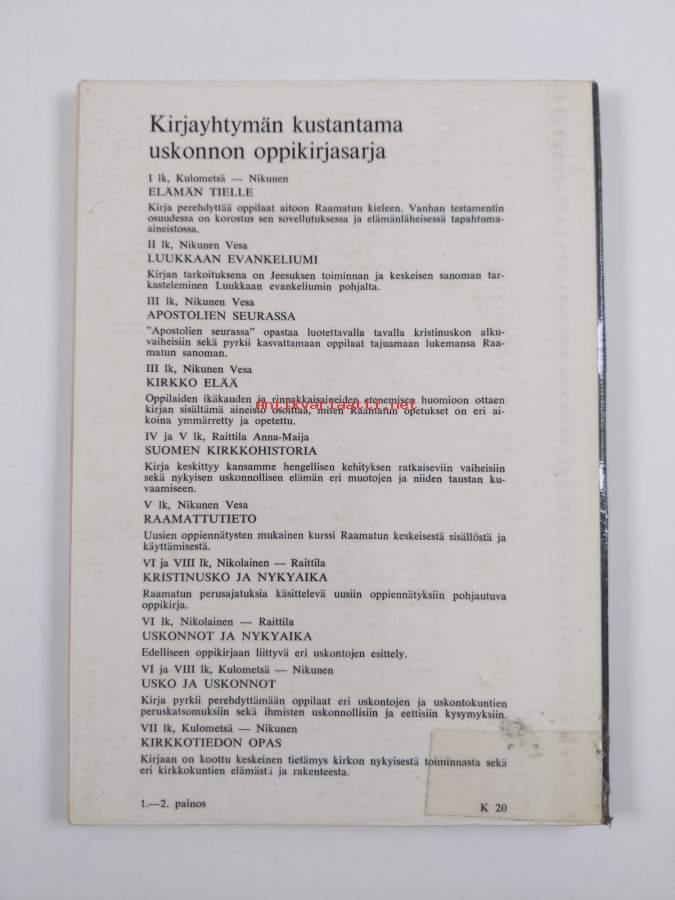 Kirjayhtymän kustantama
uskonnon oppikirjasarja
I lk, Kulometsä — Nikunen
ELÄMÄN TIELLE
Kirja perehdyttää oppilaat aitoon Raamatun kieleen. Vanhan testamentin
osuudessa on korostus sen sovellutuksessa ja elämänläheisessä tapahtuma-
aineistossa.
II lk, Nikunen Vesa
LUUKKAAN EVANKELIUMI
Kirjan tarkoituksena on Jeesuksen toiminnan ja keskeisen sanoman tar-
kasteleminen Luukkaan evankeliumin pohjalta.
III lk, Nikunen Vesa
APOSTOLIEN SEURASSA
"Apostolien seurassa" opastaa luotettavalla tavalla kristinuskon alku-
vaiheisiin sekä pyrkii kasvattamaan oppilaat tajuamaan lukemansa Raa-
matun sanoman.
III lk, Nikunen Vesa
KIRKKO ELÄÄ
Oppilaiden ikäkauden ja rinnakkaisaineiden etenemisen huomioon ottaen
antikvariaatti.net
kirjan sisältämä aineisto osoittaa, miten Raamatun opetukset on eri ai-
koina ymmärretty ja opetettu.
IV ja V lk, Raittila Anna-Maija
SUOMEN KIRKKOHISTORIA
Kirja keskittyy kansamme hengellisen kehityksen ratkaiseviin vaiheisiin
sekä nykyisen uskonnollisen elämän eri muotojen ja niiden taustan ku-
vaamiseen.
V lk, Nikunen Vesa
RAAMATTUTIETO
Uusien oppiennätysten mukainen kurssi Raamatun keskeisestä sisällöstä ja
käyttämisestä.
VI ja VIII lk, Nikolainen — Raittila
KRISTINUSKO JA NYKYAIKA
Raamatun perusajatuksia käsittelevä uusiin oppiennätyksiin pohjautuva
oppikirja.
VI lk, Nikolainen — Raittila
USKONNOT JA NYKYAIKA
Edelliseen oppikirjaan liittyvä eri uskontojen esittely.
VI ja VIII lk, Kulometsä — Nikunen
USKO JA USKONNOT
Kirja pyrkii perehdyttämään oppilaat eri uskontojen ja uskontokuntien
peruskatsomuksiin sekä ihmisten uskonnollisiin ja eettisiin kysymyksiin.
VII lk, Kulometsä — Nikunen
KIRKKOTIEDON OPAS
Kirjaan on koottu keskeinen tietämys kirkon nykyisestä toiminnasta sekä
eri kirkkokuntien elämästä ja rakenteesta.
1.—2. painos
K 20